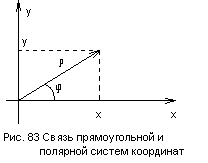 y
y
ρ
φ
x
x
Рис. 83 Связь прямоугольной и
полярной систем координат